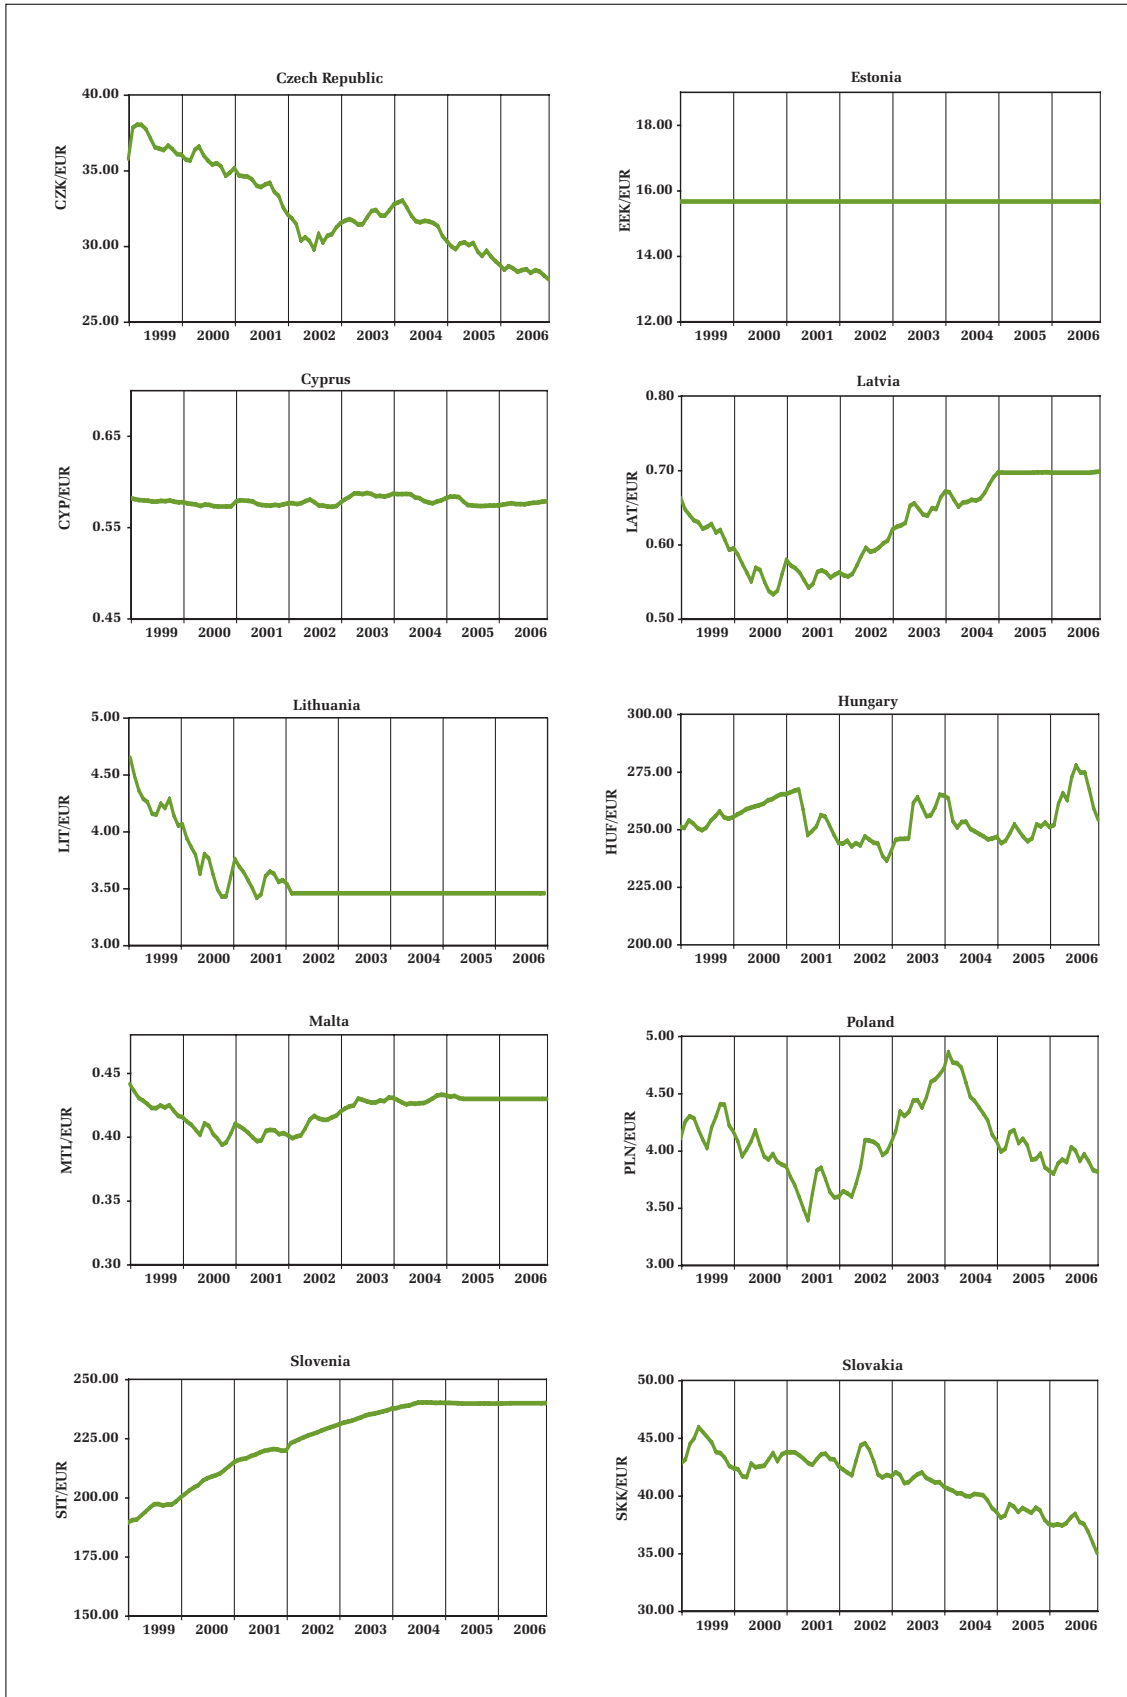 Czech Republic
40.00
35.00
30.00
25.00
CZK/EUR
1999 2000 2001 2002 2003 2004 2005 2006
Estonia
18.00
16.00
14.00
12.00
EEK/EUR
1999 2000 2001 2002 2003 2004 2005 2006
Cyprus
0.65
0.55
0.45
CYP/EUR
1999 2000 2001 2002 2003 2004 2005 2006
Latvia
0.80
0.70
0.60
0.50
LAT/EUR
1999 2000 2001 2002 2003 2004 2005 2006
Lithuania
5.00
4.50
4.00
3.50
3.00
LIT/EUR
1999 2000 2001 2002 2003 2004 2005 2006
Hungary
300.00
275.00
250.00
225.00
200.00
HUF/EUR
1999 2000 2001 2002 2003 2004 2005 2006
Malta
0.45
0.40
0.35
0.30
MTL/EUR
1999 2000 2001 2002 2003 2004 2005 2006
Poland
5.00
4.50
4.00
3.50
3.00
PLN/EUR
1999 2000 2001 2002 2003 2004 2005 2006
Slovenia
250.00
225.00
200.00
175.00
150.00
SIT/EUR
1999 2000 2001 2002 2003 2004 2005 2006
Slovakia
50.00
45.00
40.00
35.00
30.00
SKK/EUR
1999 2000 2001 2002 2003 2004 2005 2006